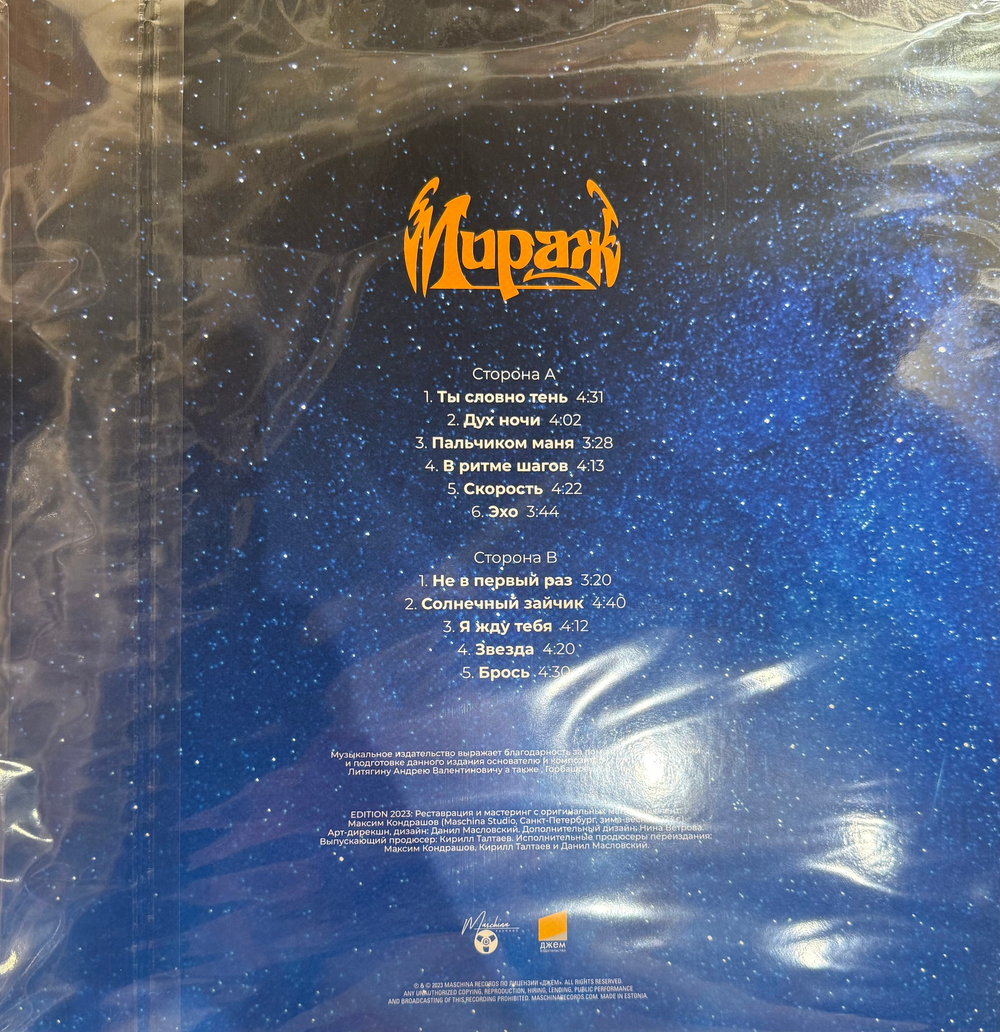 Мираж
Сторона А
1. Ты словно тень 4:31
2. Дух ночи 4:02
3. Пальчиком маня 3:28
4. В ритме шагов 4:13
5. Скорость 4:22
6. Эхо 3:44
Сторона В
1. Не в первый раз 3:20
2. Солнечный зайчик 4:40
3. Я жду тебя 4:12
4. Звезда 4:20
5. Брось 4:30
Музыкальное издательство выражает благодарность за
и подготовке данного издания основателю и
Литягину Андрею Валентиновичу а также
EDITION 2023: Реставрация и мастеринг с оригинальных
Максим Кондрашов (Maschina Studio, Санкт-Петербург,
Арт-дирекшн, дизайн: Данил Масловский. Дополнительный дизайн: Нина Ветрова.
Выпускающий продюсер: Кирилл Талтаев. Исполнительные продюсеры переиздания:
Максим Кондрашов, Кирилл Талтаев и Данил Масловский.
Maschina
RECORDS
джем
℗ & © 2023 MASCHINA RECORDS ПО ЛИЦЕНЗИИ «ДЖЕМ». ALL RIGHTS RESERVED.
ANY UNAUTHORIZED COPYING, REPRODUCTION, HIRING, LENDING, PUBLIC PERFORMANCE
AND BROADCASTING OF THIS RECORDING PROHIBITED. MASCHINARECORDS.COM. MADE IN ESTONIA.